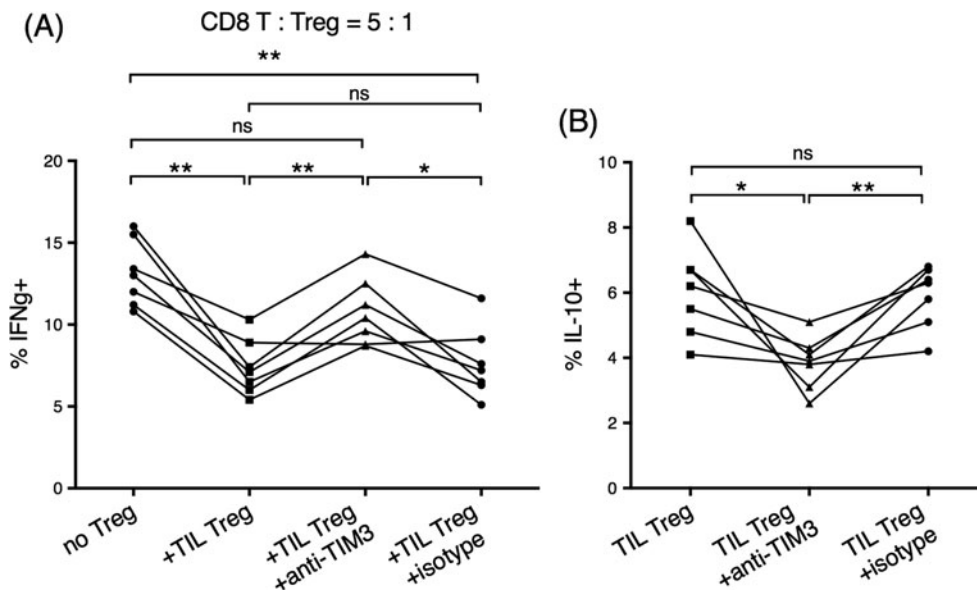 (A)
CD8 T : Treg = 5 : 1
**
ns
ns
**
**
*
20
15
10
5
0
% IFNg+
no Treg
+TIL Treg
+TIL Treg
+anti-TIM3
+TIL Treg
+isotype
(B)
ns
*
**
10
8
6
4
2
0
% IL-10+
TIL Treg
TIL Treg
+anti-TIM3
TIL Treg
+isotype